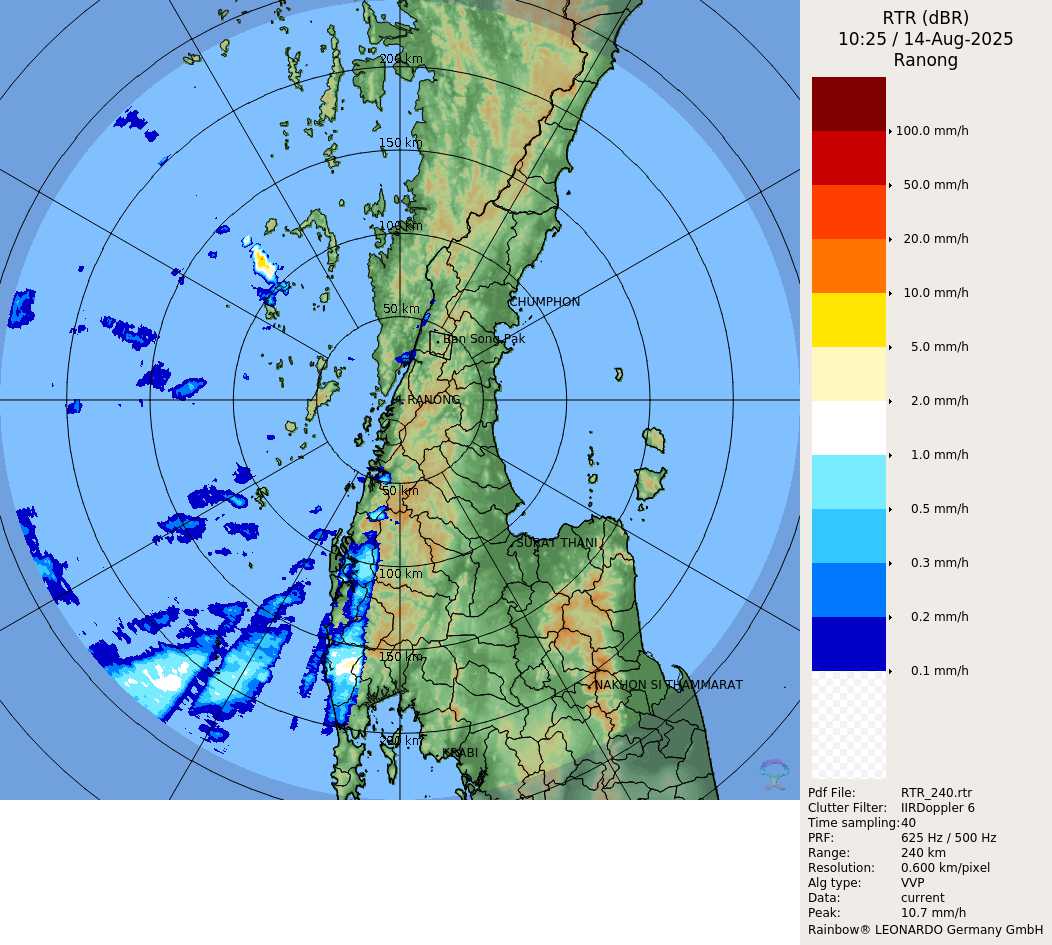 RTR (dBR)
10:25 / 14-Aug-2025
Ranong
200 km
150 km
100 km
50 km
CHUMPHON
Ban Song Pak
RANONG
50 km
SURAT THANI
100 km
150 km
NAKHON SI THAMMARAT
200 km
KRABI
100.0 mm/h
50.0 mm/h
20.0 mm/h
10.0 mm/h
5.0 mm/h
2.0 mm/h
1.0 mm/h
0.5 mm/h
0.3 mm/h
0.2 mm/h
0.1 mm/h
Pdf File: RTR_240.rtr
Clutter Filter: IIRDoppler 6
Time sampling:40
PRF: 625 Hz / 500 Hz
Range: 240 km
Resolution: 0.600 km/pixel
Alg type: VVP
Data: current
Peak: 10.7 mm/h
Rainbow® LEONARDO Germany GmbH